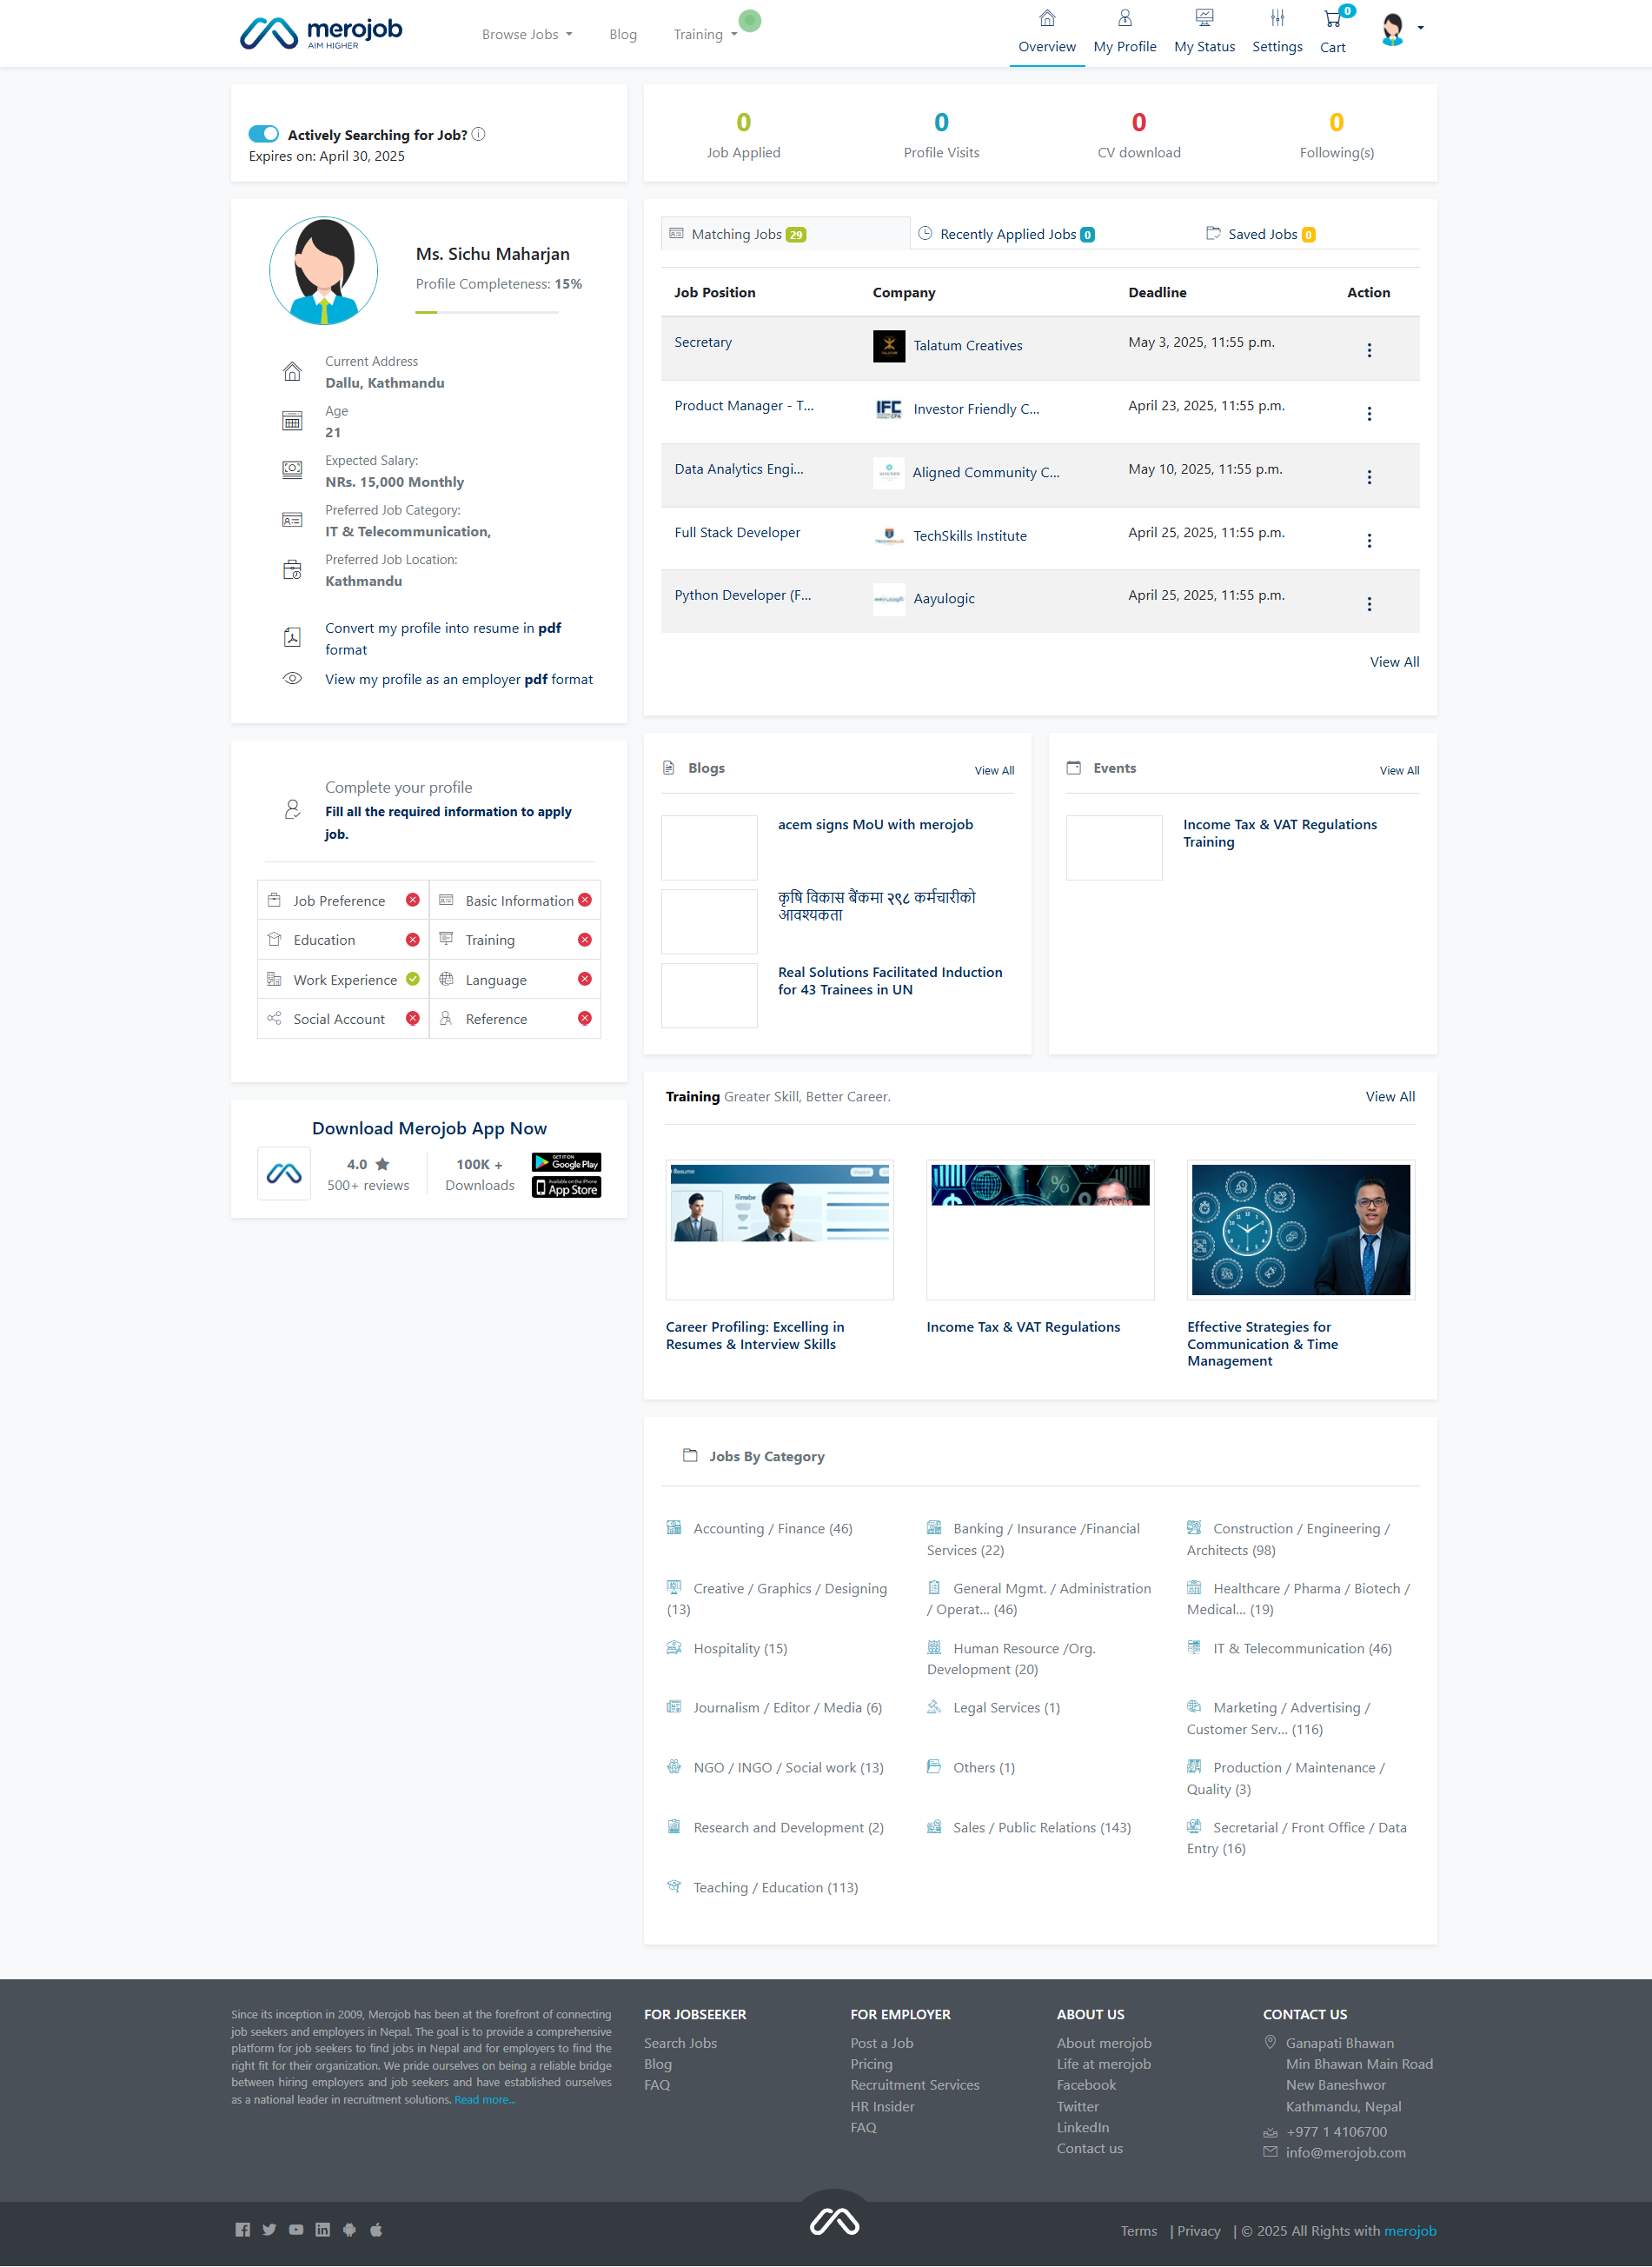 merojob
AIM HIGHER
Browse Jobs
Blog
Training
Overview
My Profile
My Status
Settings
0
Cart
Actively Searching for Job?
Expires on: April 30, 2025
0
Job Applied
0
Profile Visits
0
CV download
0
Following(s)
Ms. Sichu Maharjan
Profile Completeness: 15%
Current Address
Dallu, Kathmandu
Age
21
Expected Salary:
NRs. 15,000 Monthly
Preferred Job Category:
IT & Telecommunication,
Preferred Job Location:
Kathmandu
Convert my profile into resume in pdf
format
View my profile as an employer pdf format
Matching Jobs 29
Recently Applied Jobs 0
Saved Jobs 0
Job Position Company Deadline Action
Secretary TALATUM Talatum Creatives May 3, 2025, 11:55 p.m.
Product Manager - T... IFC Investor Friendly C... April 23, 2025, 11:55 p.m.
Data Analytics Engi... Aligned Community C... May 10, 2025, 11:55 p.m.
Full Stack Developer TECHSKILLS TechSkills Institute April 25, 2025, 11:55 p.m.
Python Developer (F... Aayulogic April 25, 2025, 11:55 p.m.
View All
Complete your profile
Fill all the required information to apply
job.
Job Preference
Basic Information
Education
Training
Work Experience
Language
Social Account
Reference
Download Merojob App Now
4.0
500+ reviews
100K +
Downloads
GET IT ON
Google Play
Available on the iPhone
App Store
Blogs
View All
acem signs MoU with merojob
कृषि विकास बैंकमा २९८ कर्मचारीको
आवश्यकता
Real Solutions Facilitated Induction
for 43 Trainees in UN
Events
View All
Income Tax & VAT Regulations
Training
Training Greater Skill, Better Career.
View All
Resume
Career Profiling: Excelling in
Resumes & Interview Skills
Income Tax & VAT Regulations
Effective Strategies for
Communication & Time
Management
Jobs By Category
Accounting / Finance (46)
Banking / Insurance /Financial
Services (22)
Construction / Engineering /
Architects (98)
Creative / Graphics / Designing
(13)
General Mgmt. / Administration
/ Operat... (46)
Healthcare / Pharma / Biotech /
Medical... (19)
Hospitality (15)
Human Resource /Org.
Development (20)
IT & Telecommunication (46)
Journalism / Editor / Media (6)
Legal Services (1)
Marketing / Advertising /
Customer Serv... (116)
NGO / INGO / Social work (13)
Others (1)
Production / Maintenance /
Quality (3)
Research and Development (2)
Sales / Public Relations (143)
Secretarial / Front Office / Data
Entry (16)
Teaching / Education (113)
Since its inception in 2009, Merojob has been at the forefront of connecting
job seekers and employers in Nepal. The goal is to provide a comprehensive
platform for job seekers to find jobs in Nepal and for employers to find the
right fit for their organization. We pride ourselves on being a reliable bridge
between hiring employers and job seekers and have established ourselves
as a national leader in recruitment solutions. Read more...
FOR JOBSEEKER
Search Jobs
Blog
FAQ
FOR EMPLOYER
Post a Job
Pricing
Recruitment Services
HR Insider
FAQ
ABOUT US
About merojob
Life at merojob
Facebook
Twitter
LinkedIn
Contact us
CONTACT US
Ganapati Bhawan
Min Bhawan Main Road
New Baneshwor
Kathmandu, Nepal
+977 1 4106700
info@merojob.com
Terms | Privacy | © 2025 All Rights with merojob